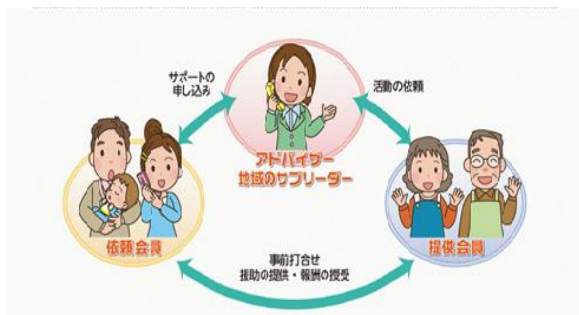 サポートの
申し込み
活動の依頼
アドバイザー
地域のサブリーダー
依頼会員
提供会員
事前打合せ
援助の提供・報酬の授受